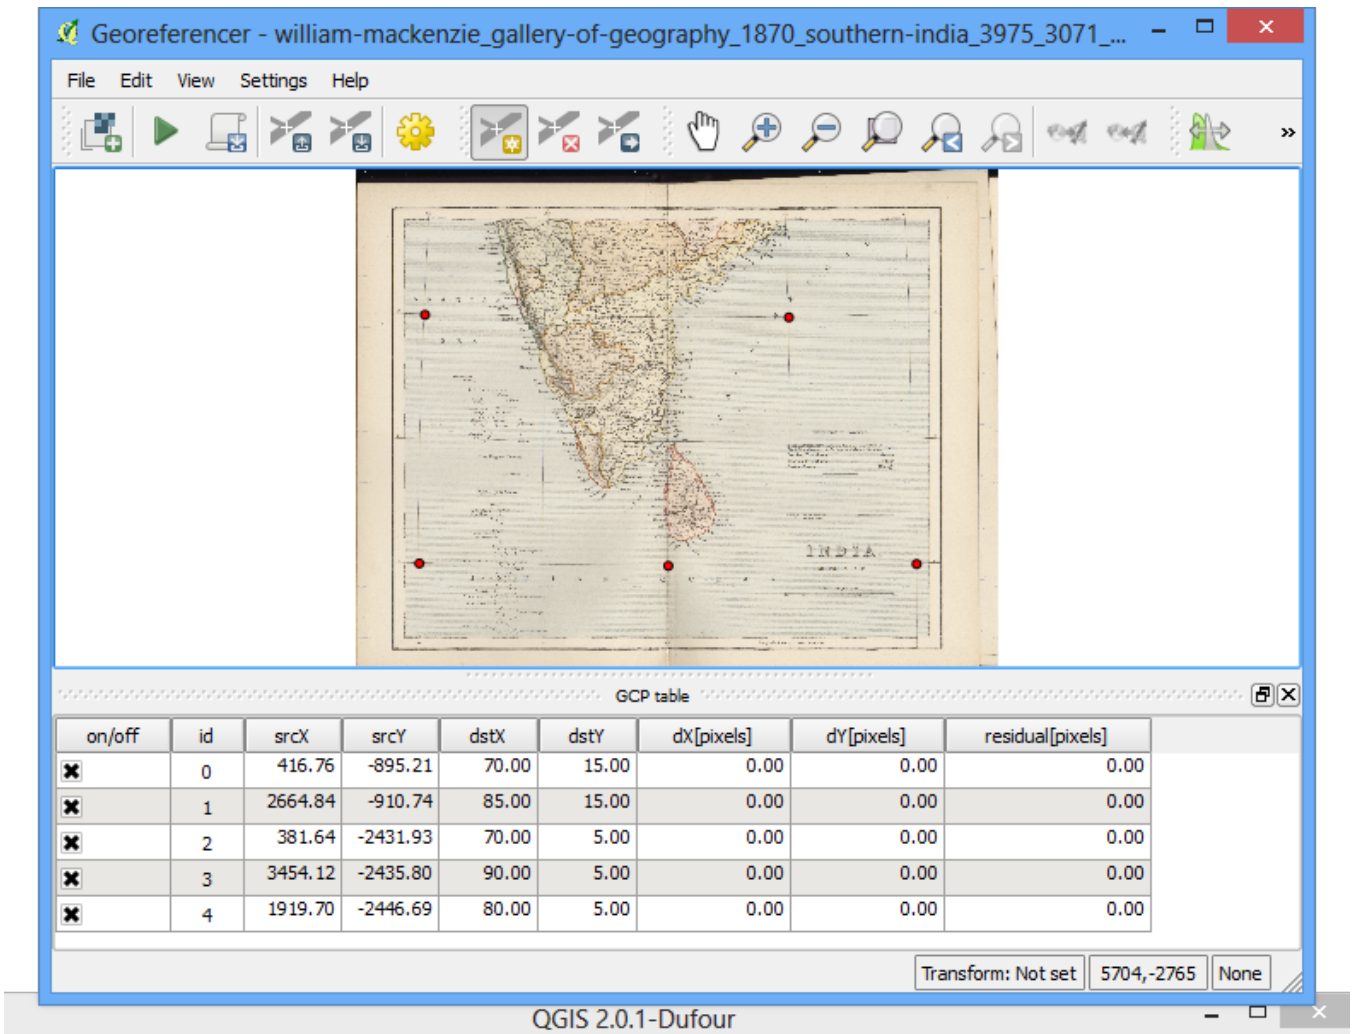 Georeferencer - william-mackenzie_gallery-of-geography_1870_southern-india_3975_3071_...
File Edit View Settings Help
»
INDIA
GCP table
on/off id srcX srcY dstX dstY dX[pixels] dY[pixels] residual[pixels]
0 416.76 -895.21 70.00 15.00 0.00 0.00 0.00
1 2664.84 -910.74 85.00 15.00 0.00 0.00 0.00
2 381.64 -2431.93 70.00 5.00 0.00 0.00 0.00
3 3454.12 -2435.80 90.00 5.00 0.00 0.00 0.00
4 1919.70 -2446.69 80.00 5.00 0.00 0.00 0.00
Transform: Not set 5704,-2765 None
QGIS 2.0.1-Dufour